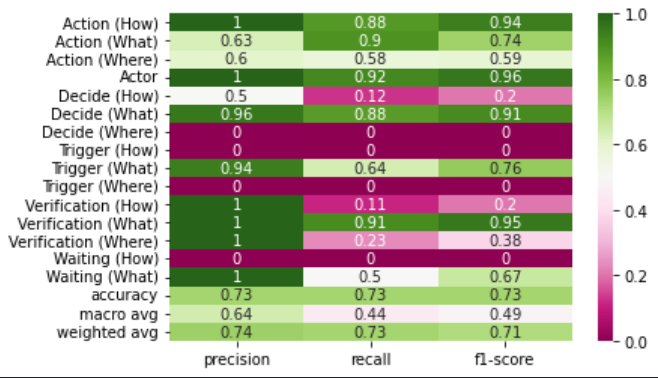 Action (How) 1 0.88 0.94
Action (What) 0.63 0.9 0.74
Action (Where) 0.6 0.58 0.59
Actor 1 0.92 0.96
Decide (How) 0.5 0.12 0.2
Decide (What) 0.96 0.88 0.91
Decide (Where) 0 0 0
Trigger (How) 0 0 0
Trigger (What) 0.94 0.64 0.76
Trigger (Where) 0 0 0
Verification (How) 1 0.11 0.2
Verification (What) 1 0.91 0.95
Verification (Where) 1 0.23 0.38
Waiting (How) 0 0 0
Waiting (What) 1 0.5 0.67
accuracy 0.73 0.73 0.73
macro avg 0.64 0.44 0.49
weighted avg 0.74 0.73 0.71
precision recall f1-score
1.0
0.8
0.6
0.4
0.2
0.0